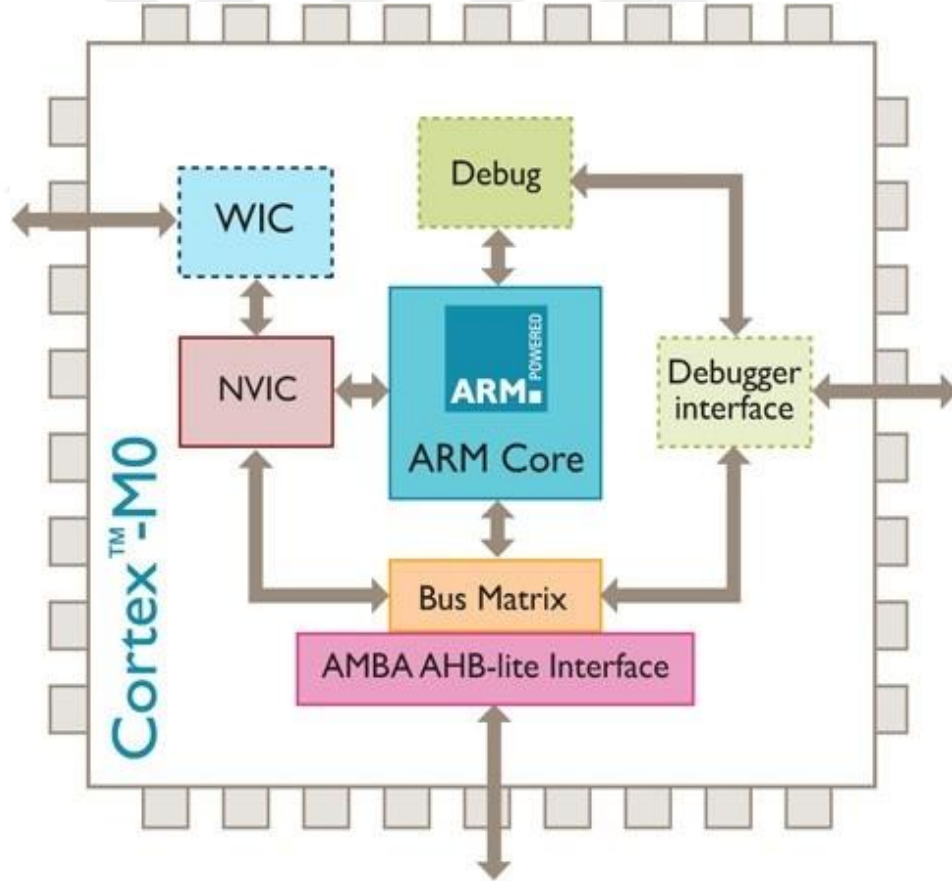 Debug
WIC
ARM POWERED
NVIC
Debugger
interface
ARM Core
Cortex™-M0
Bus Matrix
AMBA AHB-lite Interface